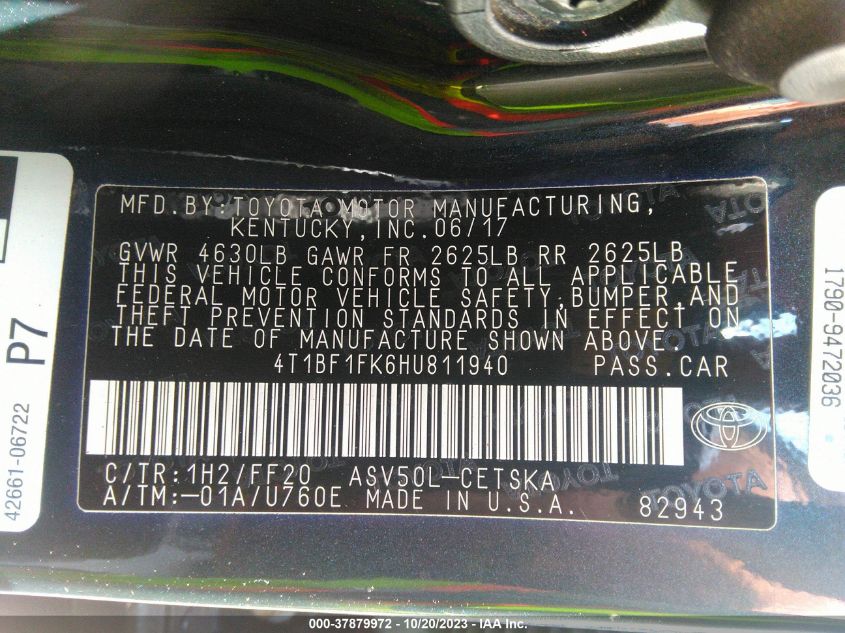 MFD.BY:TOYOTA MOTOR MANUFACTURING,
KENTUCKY,INC.06/17
GVWR 4630LB GAWR FR 2625LB RR 2625LB
THIS VEHICLE CONFORMS TO ALL APPLICABLE
FEDERAL MOTOR VEHICLE SAFETY,BUMPER,AND
THEFT PREVENTION STANDARDS IN EFFECT ON
THE DATE OF MANUFACTURE SHOWN ABOVE.
4T1BF1FK6HU811940 PASS.CAR
C/TR:1H2/FF20 ASV50L-CETSKA
A/TM:-01A/U760E MADE IN U.S.A. 82943
TOYOTA
P7
42661-06722
1790-9472036
000-37879972 - 10/20/2023 - IAA Inc.